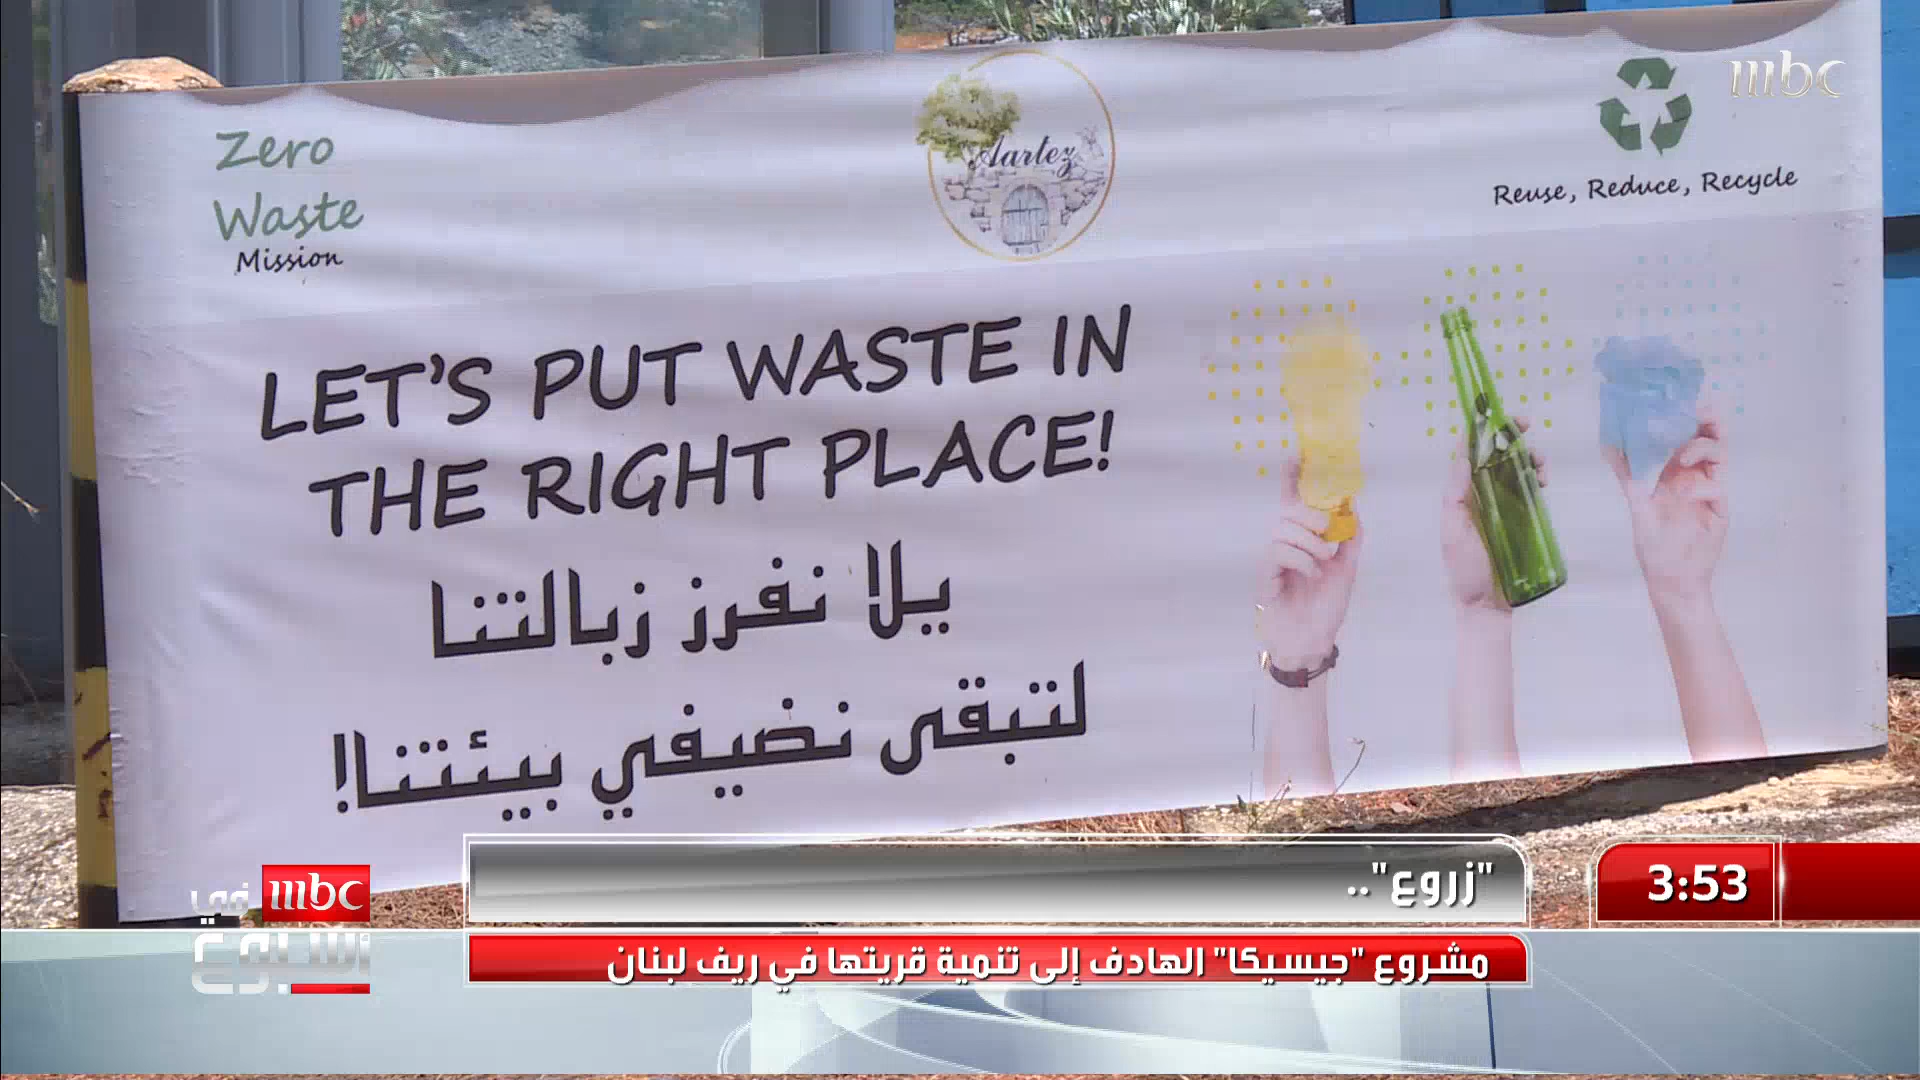 mbc
Zero
Waste
Mission
Aartez
Reuse, Reduce, Recycle
LET'S PUT WASTE IN
THE RIGHT PLACE!
يلا نفرز زبالتنا
لتبقى نضيفي بيئتنا!
"زروع"..
3:53
mbc في
أسبوع
مشروع "جيسيكا" الهادف إلى تنمية قريتها في ريف لبنان